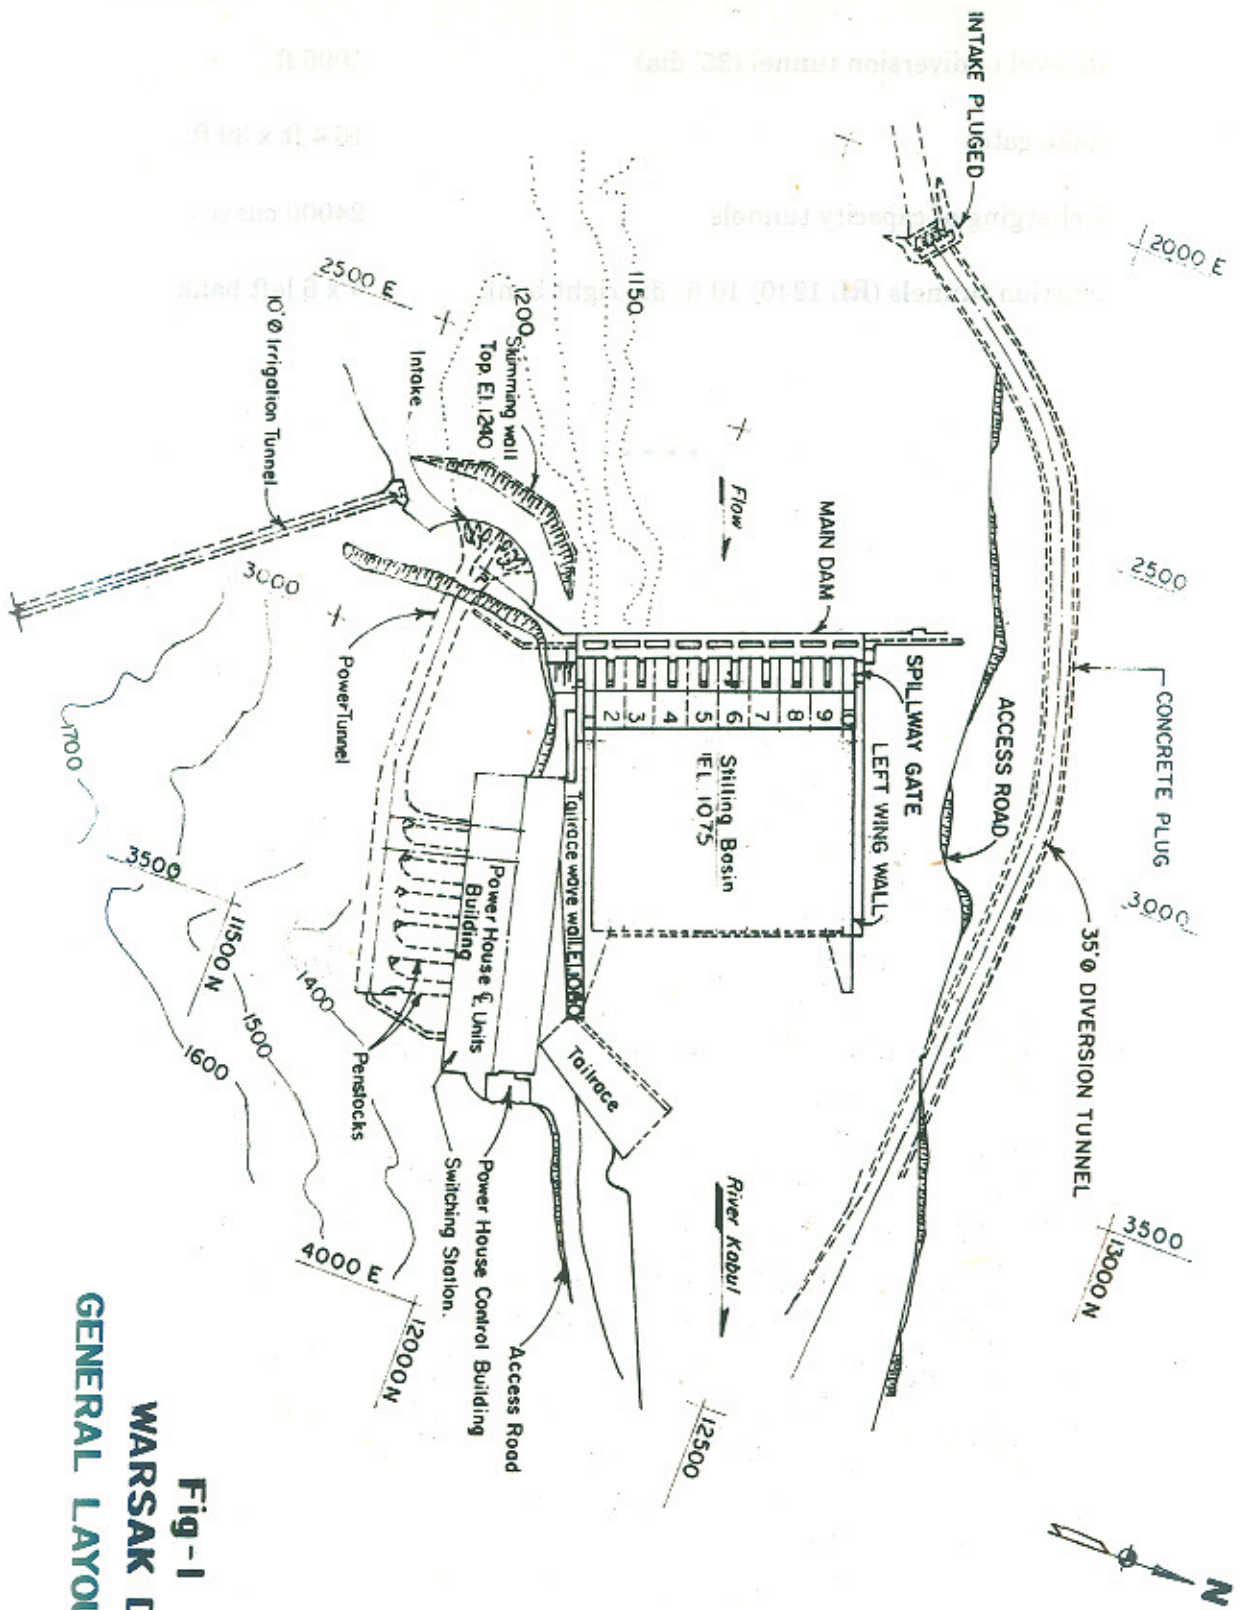 INTAKE PLUGED
2000 E
2500
CONCRETE PLUG
3000
35'Ø DIVERSION TUNNEL
3500
13000 N
ACCESS ROAD
SPILLWAY GATE
LEFT WING WALL
MAIN DAM
Flow
1150
1200
2500 E
10'Ø Irrigation Tunnel
Intake
Skimming wall
Top. El. 1240
2 3 4 5 6 7 8 9 10
Stilling Basin
EL. 1075
Tailrace wave wall El. 1080
Tailrace
River Kabul
12500
3000
Power Tunnel
Power House ℄ Units
Building
Penstocks
Access Road
Power House Control Building
Switching Station.
1700
3500
11500 N
1400
1500
1600
4000 E
12000 N
N
Fig-1
WARSAK D
GENERAL LAYOU